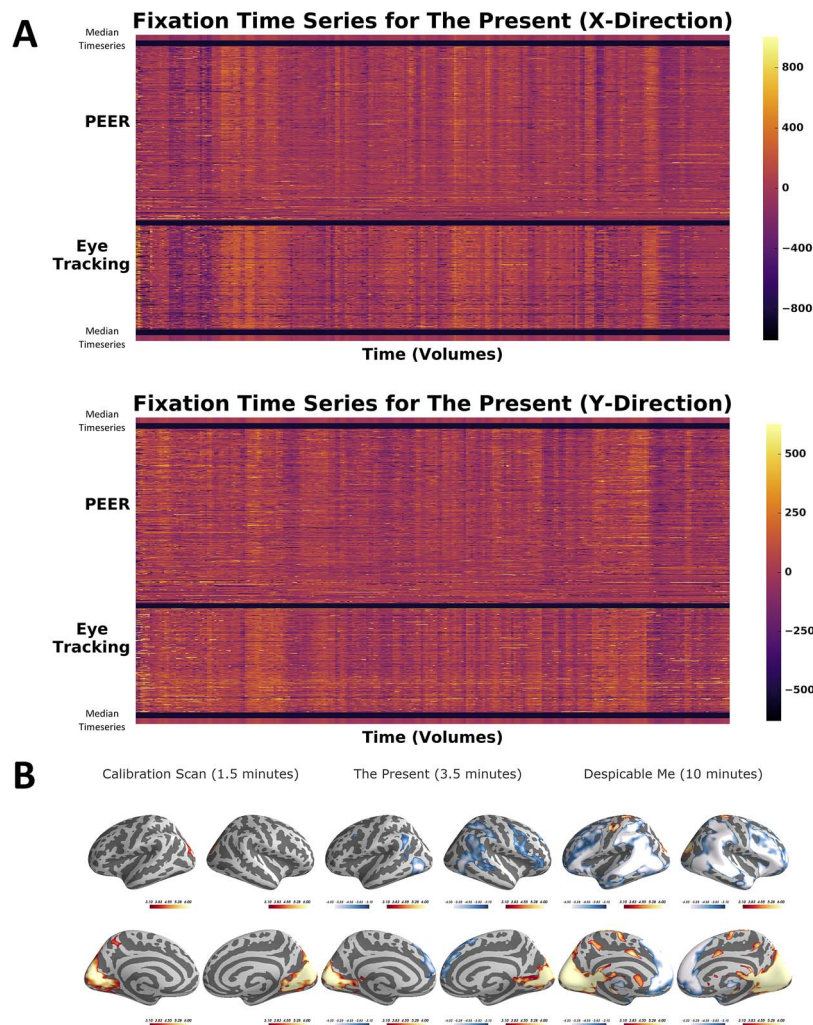 A
Fixation Time Series for The Present (X-Direction)
Median
Timeseries
PEER
Eye
Tracking
Median
Timeseries
Time (Volumes)
800
400
0
−400
−800
Fixation Time Series for The Present (Y-Direction)
Median
Timeseries
PEER
Eye
Tracking
Median
Timeseries
Time (Volumes)
500
250
0
−250
−500
B
Calibration Scan (1.5 minutes)
The Present (3.5 minutes)
Despicable Me (10 minutes)